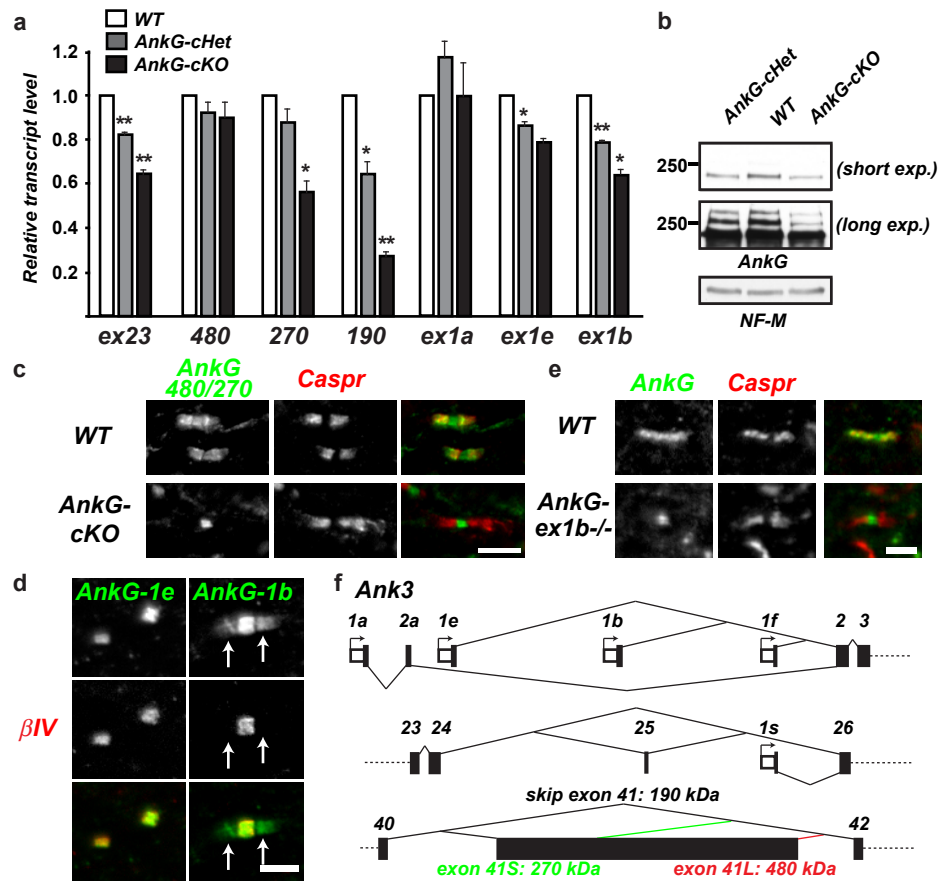 a
WT
AnkG-cHet
AnkG-cKO
Relative transcript level
1.2
1.0
0.8
0.6
0.4
0.2
** ** * * ** * ** *
ex23 480 270 190 ex1a ex1e ex1b
b
AnkG-cHet WT AnkG-cKO
250 (short exp.)
250 (long exp.)
AnkG
NF-M
c
AnkG 480/270 Caspr
WT
AnkG-cKO
e
AnkG Caspr
WT
AnkG-ex1b-/-
d
AnkG-1e AnkG-1b
βIV
f
Ank3
1a 2a 1e 1b 1f 2 3
23 24 25 1s 26
skip exon 41: 190 kDa
40 42
exon 41S: 270 kDa exon 41L: 480 kDa